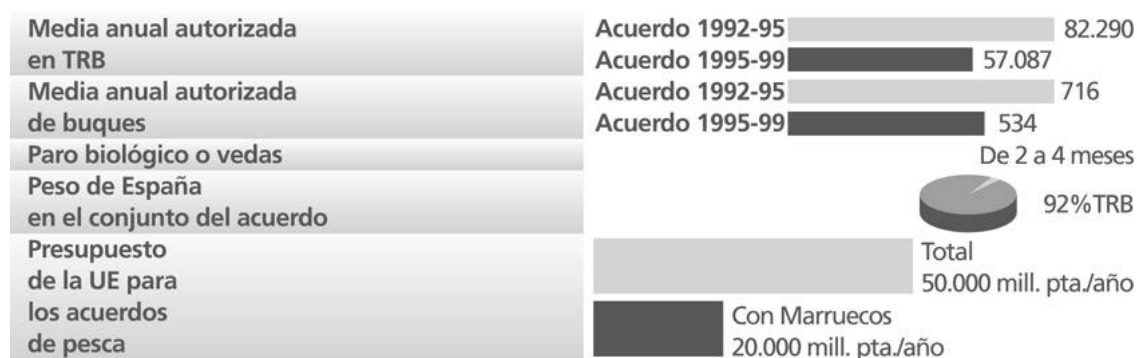 Media anual autorizada
en TRB
Acuerdo 1992-95 82.290
Acuerdo 1995-99 57.087
Media anual autorizada
de buques
Acuerdo 1992-95 716
Acuerdo 1995-99 534
Paro biológico o vedas
De 2 a 4 meses
Peso de España
en el conjunto del acuerdo
92%TRB
Presupuesto
de la UE para
los acuerdos
de pesca
Total
50.000 mill. pta./año
Con Marruecos
20.000 mill. pta./año